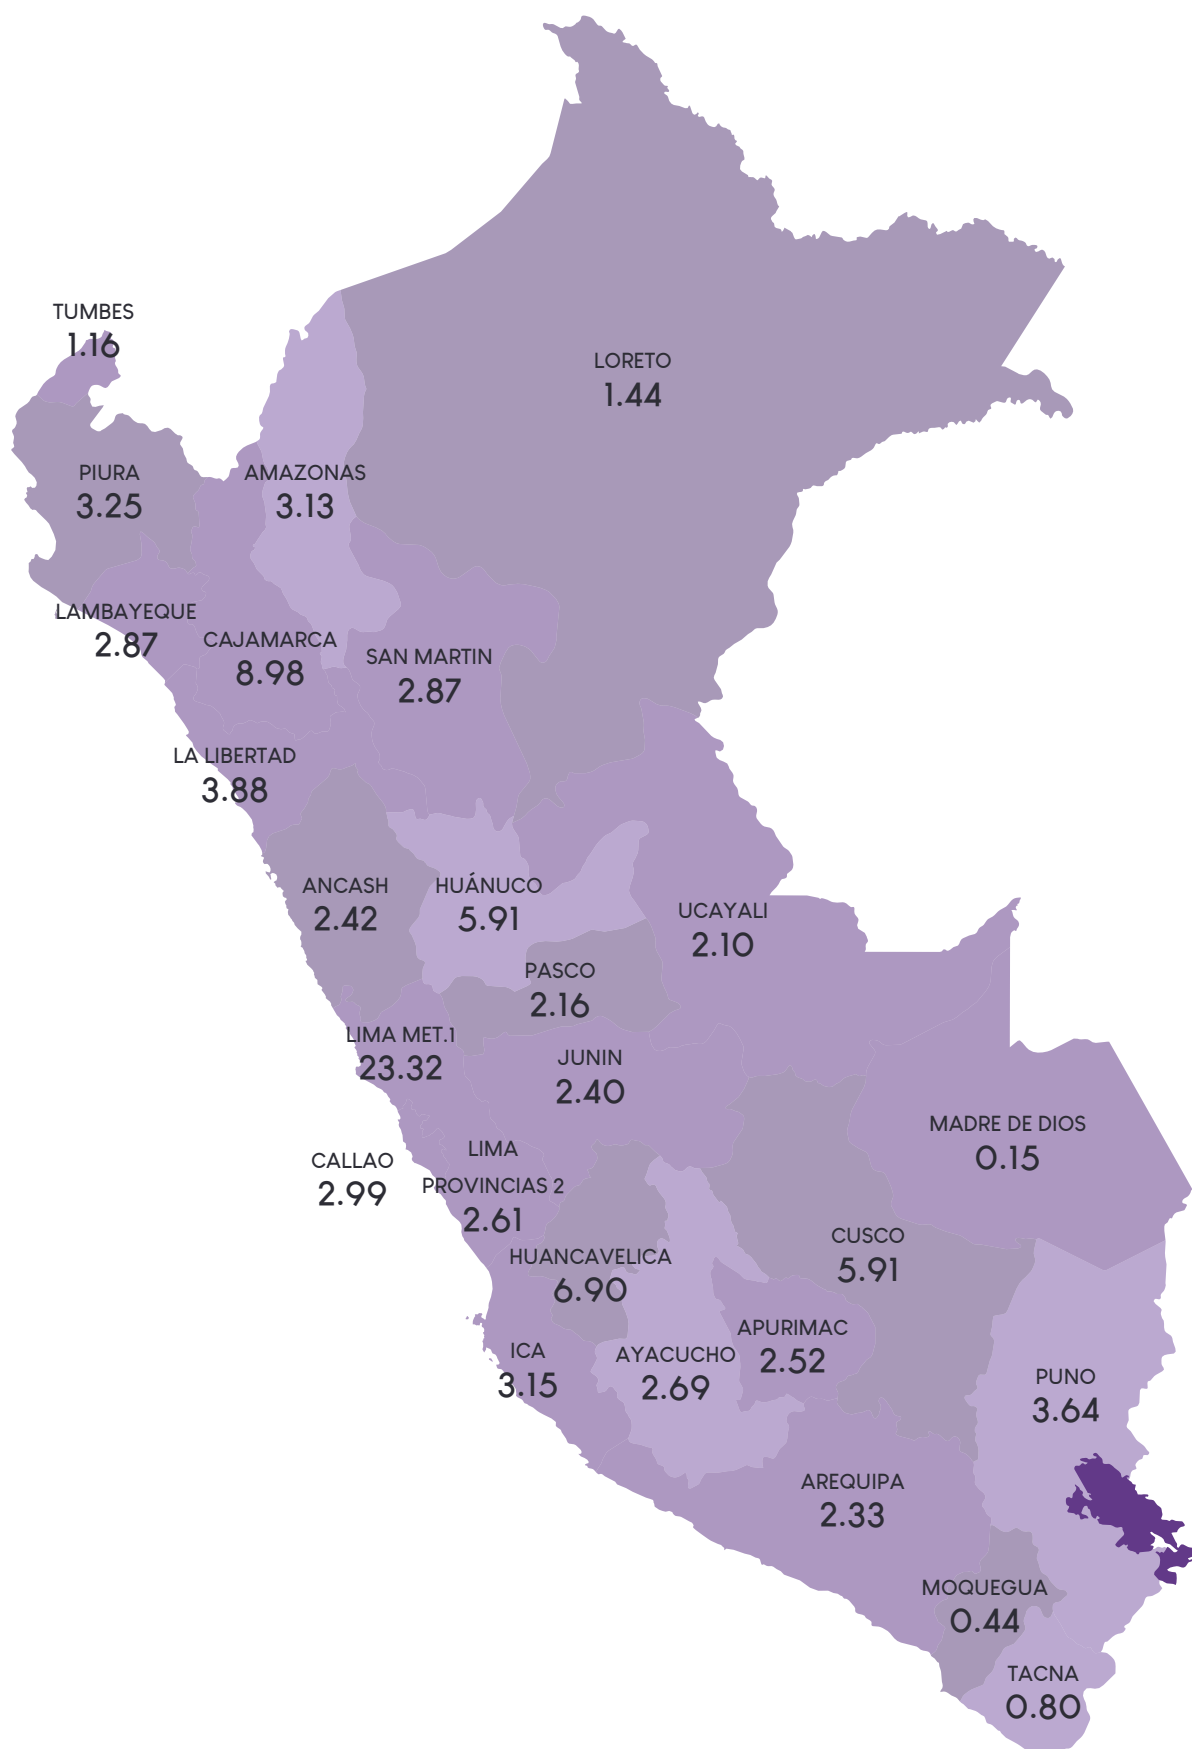 TUMBES
1.16
LORETO
1.44
PIURA
3.25
AMAZONAS
3.13
LAMBAYEQUE
2.87
CAJAMARCA
8.98
SAN MARTIN
2.87
LA LIBERTAD
3.88
ANCASH
2.42
HUÁNUCO
5.91
UCAYALI
2.10
PASCO
2.16
LIMA MET.1
23.32
JUNIN
2.40
MADRE DE DIOS
0.15
CALLAO
2.99
LIMA
PROVINCIAS 2
2.61
CUSCO
5.91
HUANCAVELICA
6.90
APURIMAC
2.52
ICA
3.15
AYACUCHO
2.69
PUNO
3.64
AREQUIPA
2.33
MOQUEGUA
0.44
TACNA
0.80